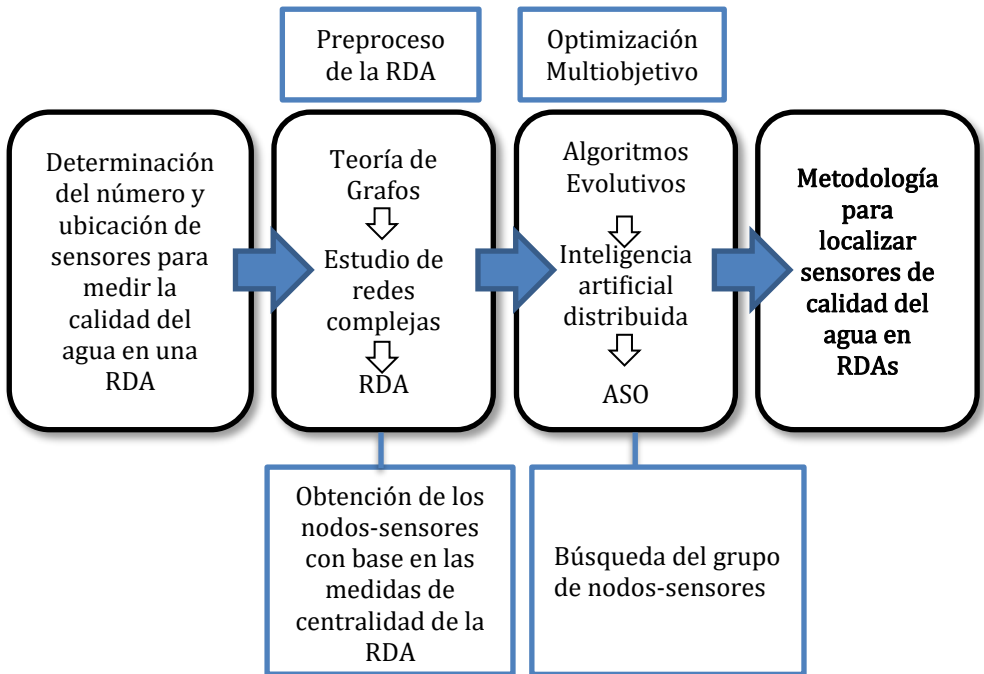 Preproceso
de la RDA
Optimización
Multiobjetivo
Determinación
del número y
ubicación de
sensores para
medir la
calidad del
agua en una
RDA
Teoría de
Grafos
Estudio de
redes
complejas
RDA
Algoritmos
Evolutivos
Inteligencia
artificial
distribuida
ASO
Metodología
para
localizar
sensores de
calidad del
agua en
RDAs
Obtención de los
nodos-sensores
con base en las
medidas de
centralidad de la
RDA
Búsqueda del grupo
de nodos-sensores